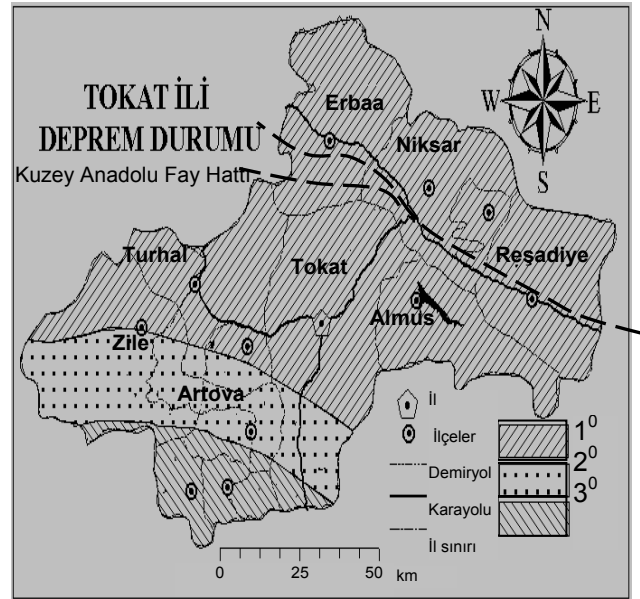 TOKAT İLİ
DEPREM DURUMU
Kuzey Anadolu Fay Hattı
N
W
E
S
Erbaa
Niksar
Reşadiye
Turhal
Tokat
Almus
Zile
Artova
İl
İlçeler
Demiryol
Karayolu
İl sınırı
1⁰
2⁰
3⁰
0 25 50
km